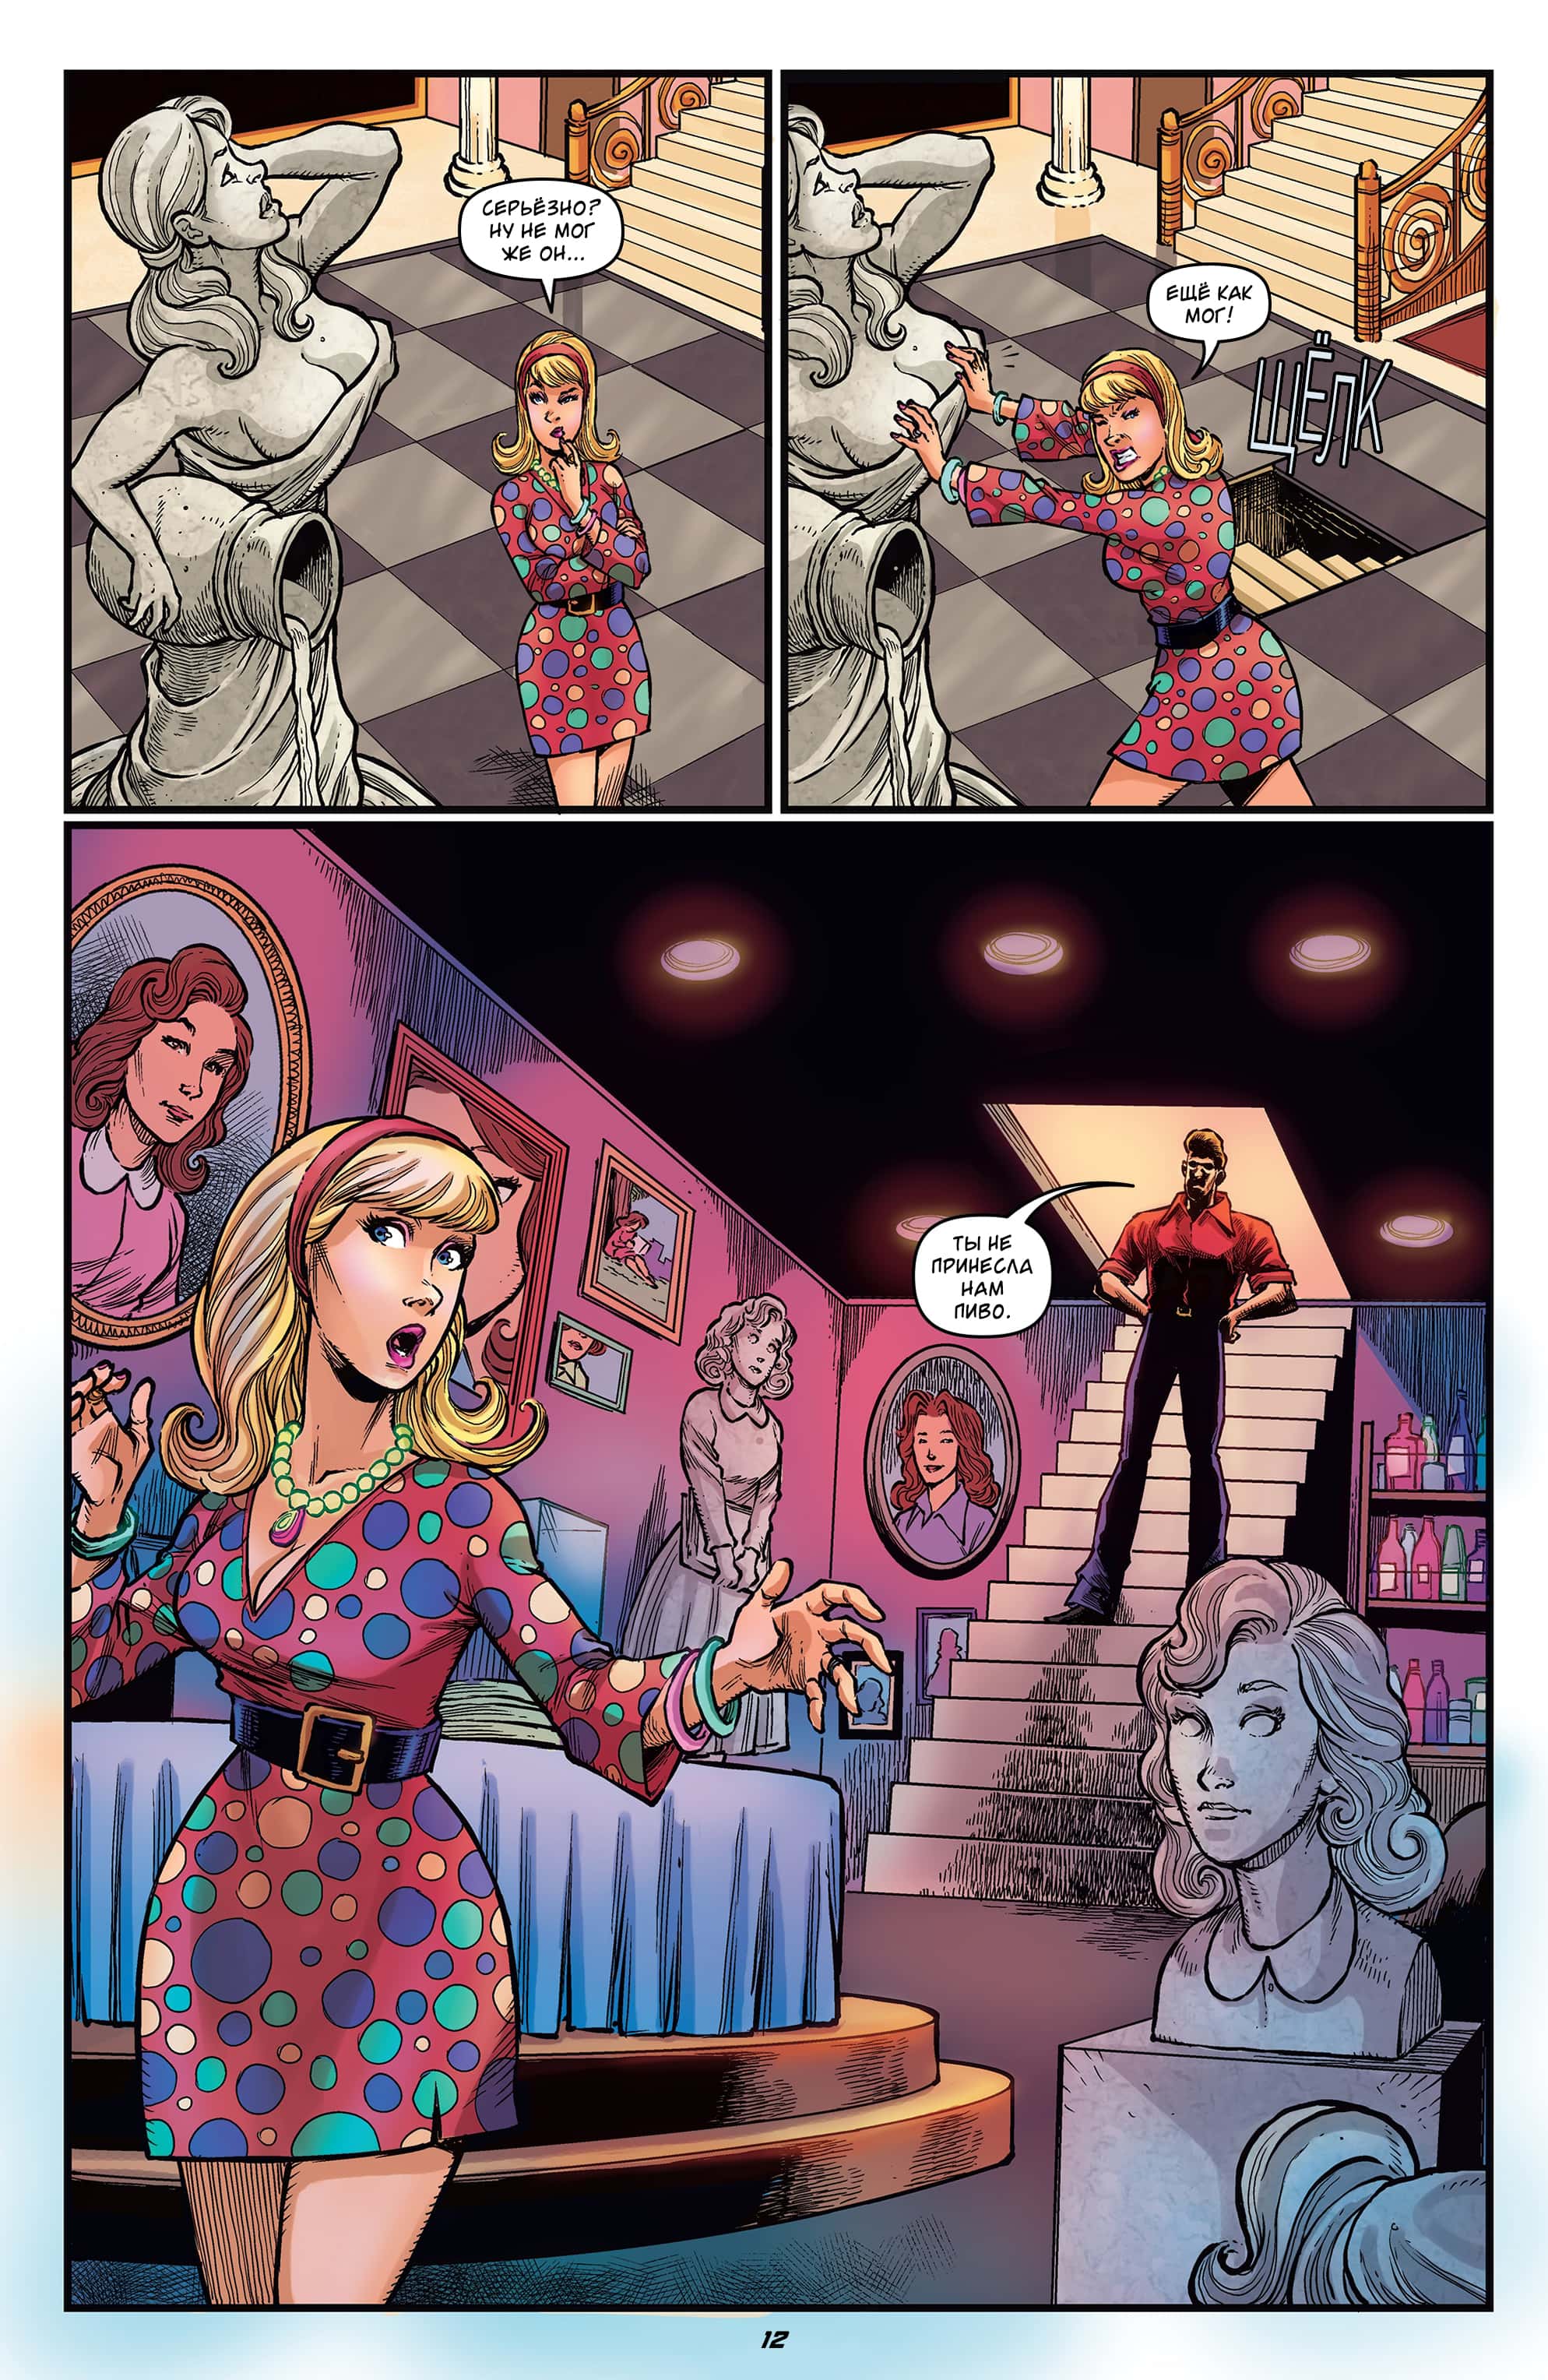 СЕРЬЁЗНО?
НУ НЕ МОГ
ЖЕ ОН...
ЕЩЁ КАК
МОГ!
ЩЁЛК
ТЫ НЕ
ПРИНЕСЛА
НАМ
ПИВО.
12